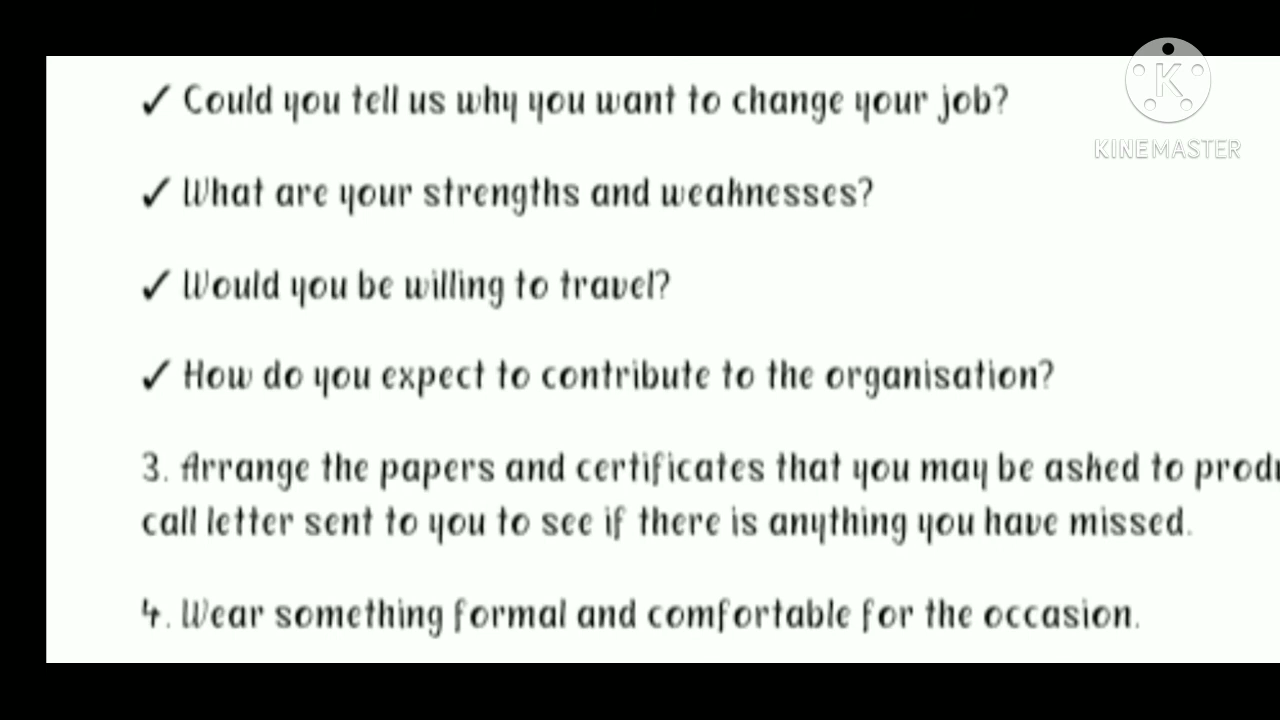 ✓ Could you tell us why you want to change your job?
KINEMASTER
✓ What are your strengths and weaknesses?
✓ Would you be willing to travel?
✓ How do you expect to contribute to the organisation?
3. Arrange the papers and certificates that you may be asked to
call letter sent to you to see if there is anything you have missed.
4. Wear something formal and comfortable for the occasion.